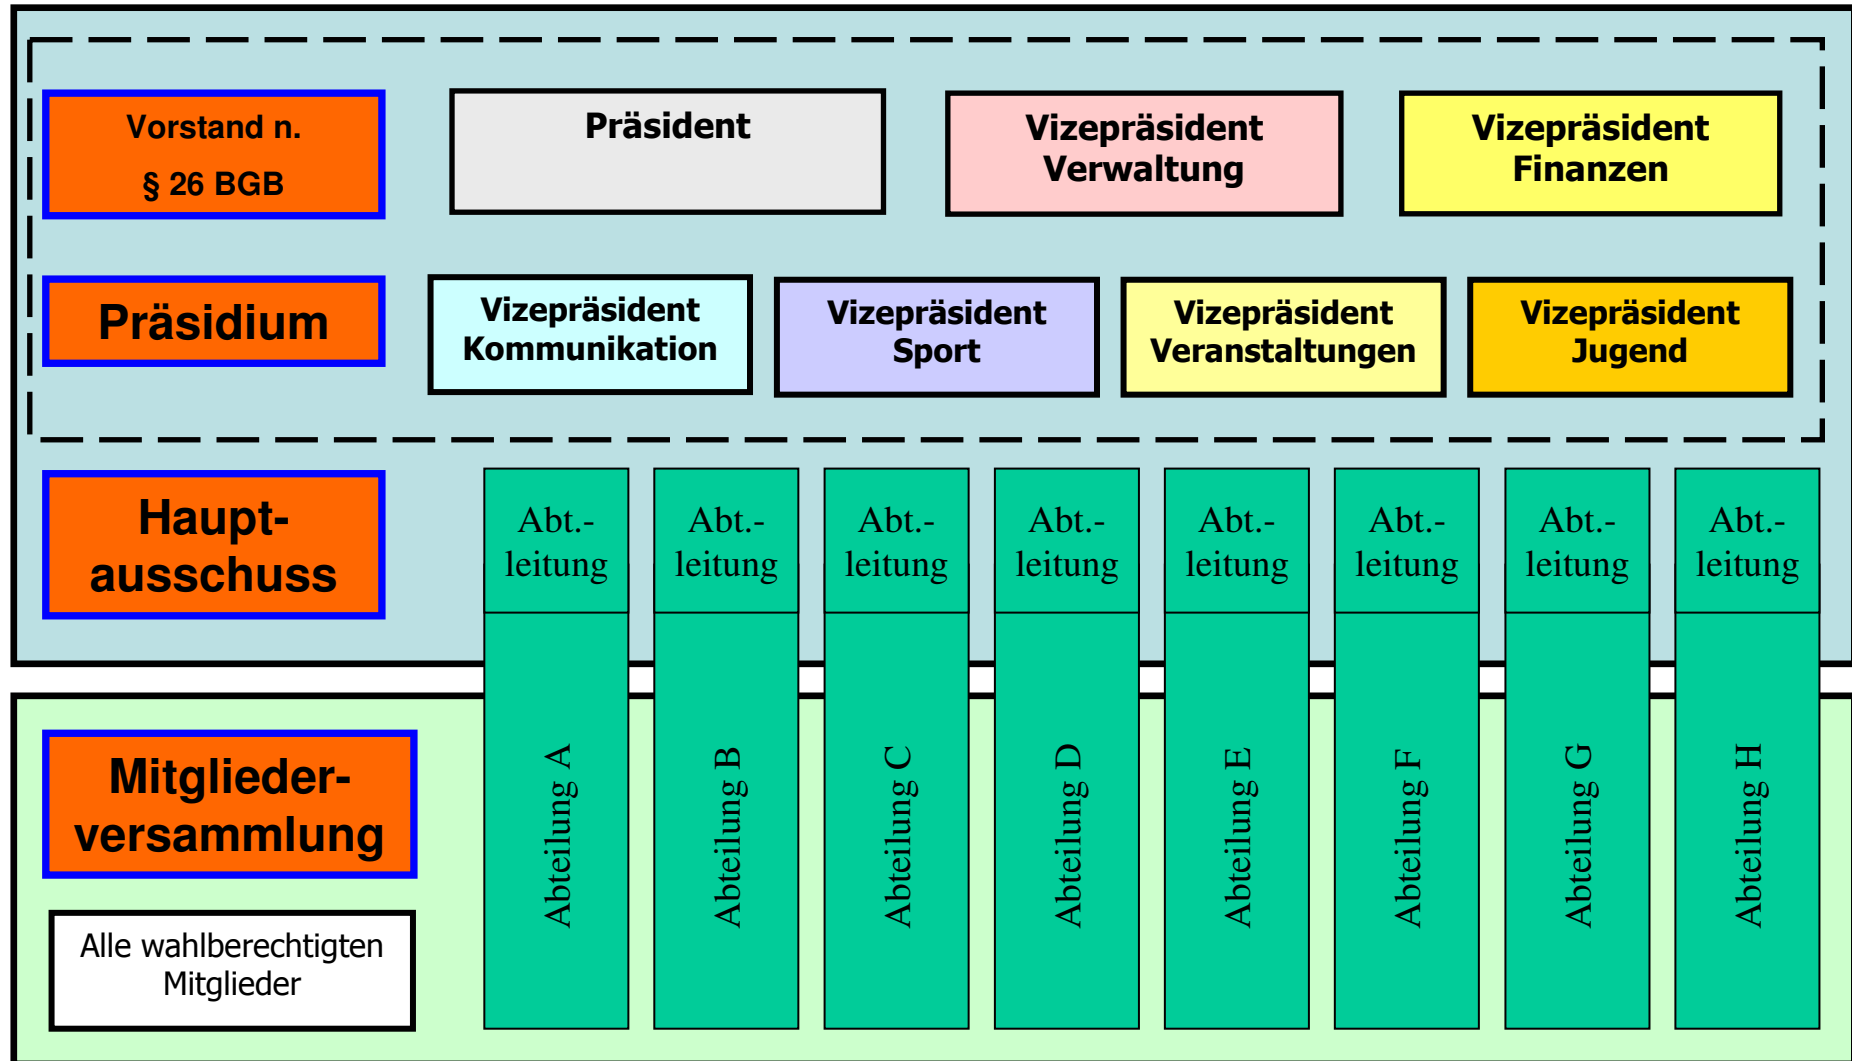 Vorstand n.
§ 26 BGB
Präsident
Vizepräsident
Verwaltung
Vizepräsident
Finanzen
Präsidium
Vizepräsident
Kommunikation
Vizepräsident
Sport
Vizepräsident
Veranstaltungen
Vizepräsident
Jugend
Haupt-
ausschuss
Abt.-
leitung
Abt.-
leitung
Abt.-
leitung
Abt.-
leitung
Abt.-
leitung
Abt.-
leitung
Abt.-
leitung
Abt.-
leitung
Mitglieder-
versammlung
Alle wahlberechtigten
Mitglieder
Abteilung A
Abteilung B
Abteilung C
Abteilung D
Abteilung E
Abteilung F
Abteilung G
Abteilung H